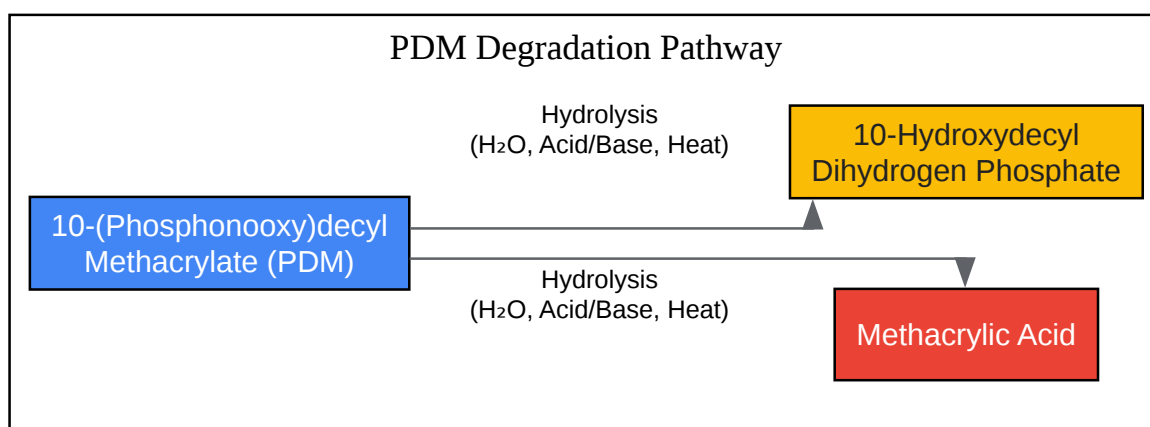 PDM Degradation Pathway
Hydrolysis
(H₂O, Acid/Base, Heat)
10-Hydroxydecyl
Dihydrogen Phosphate
10-(Phosphonooxy)decyl
Methacrylate (PDM)
Hydrolysis
(H₂O, Acid/Base, Heat)
Methacrylic Acid